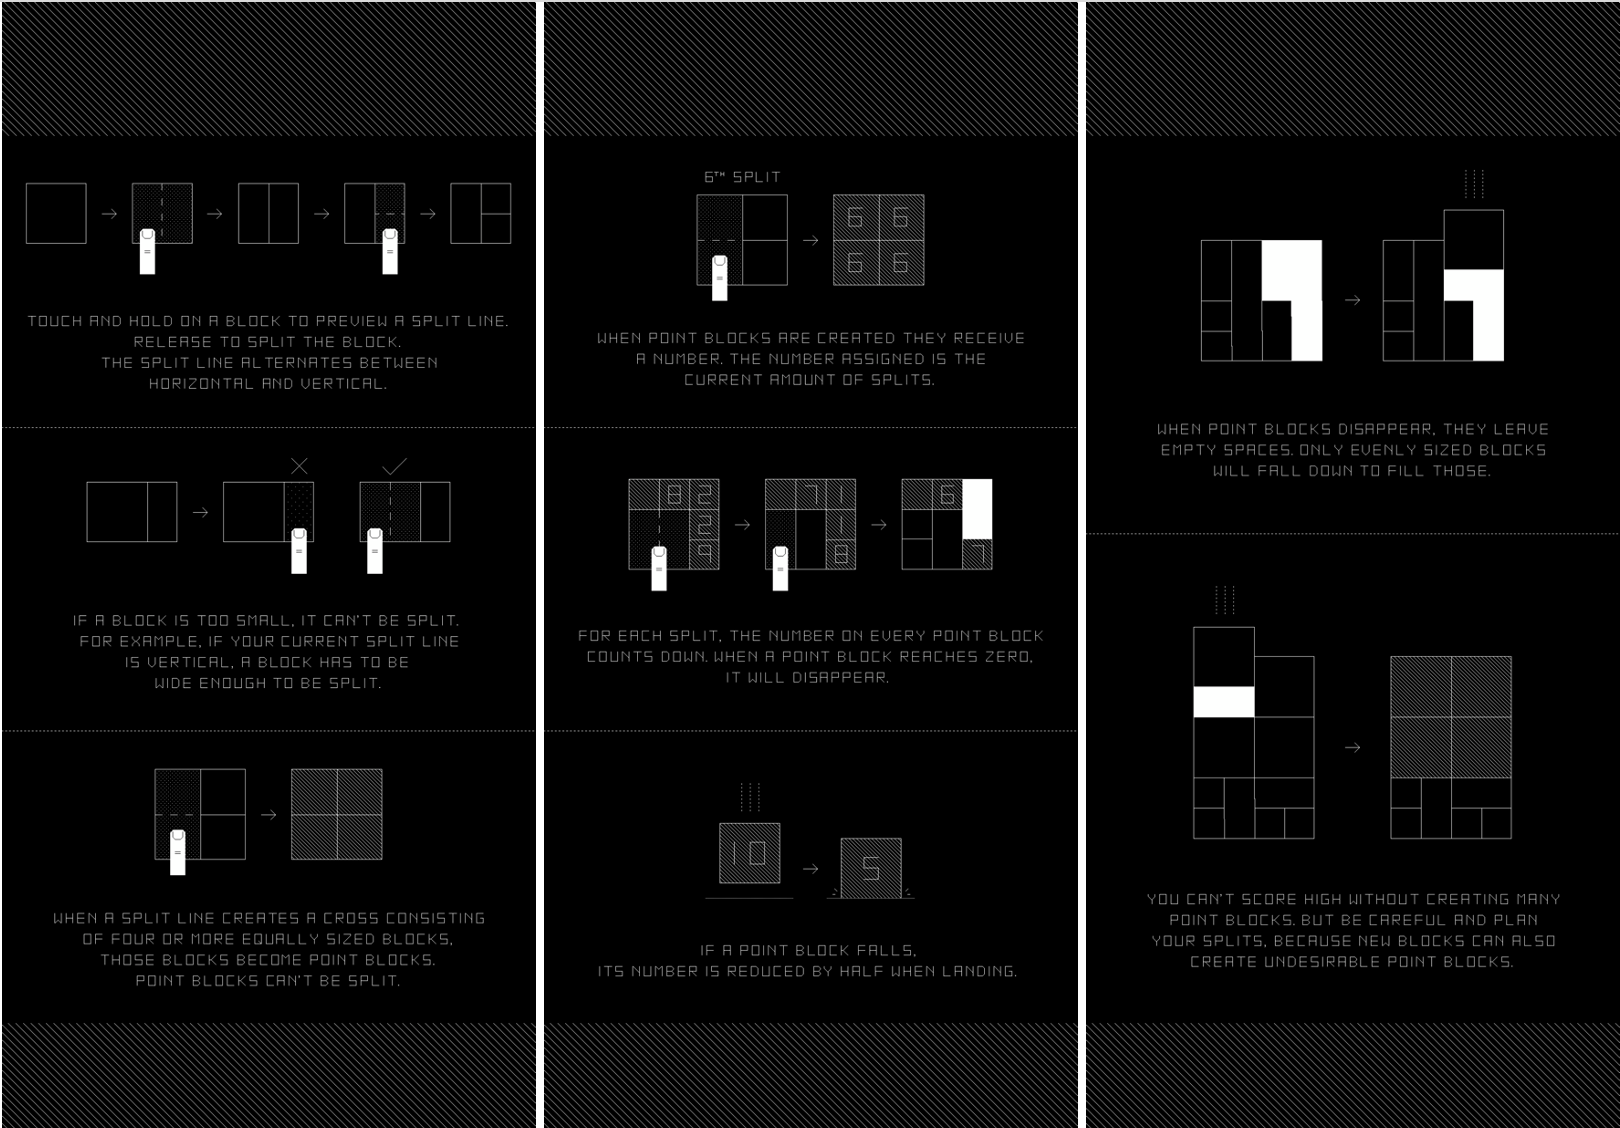 TOUCH AND HOLD ON A BLOCK TO PREVIEW A SPLIT LINE.
RELEASE TO SPLIT THE BLOCK.
THE SPLIT LINE ALTERNATES BETWEEN
HORIZONTAL AND VERTICAL.
IF A BLOCK IS TOO SMALL, IT CAN'T BE SPLIT.
FOR EXAMPLE, IF YOUR CURRENT SPLIT LINE
IS VERTICAL, A BLOCK HAS TO BE
WIDE ENOUGH TO BE SPLIT.
WHEN A SPLIT LINE CREATES A CROSS CONSISTING
OF FOUR OR MORE EQUALLY SIZED BLOCKS,
THOSE BLOCKS BECOME POINT BLOCKS.
POINT BLOCKS CAN'T BE SPLIT.
6TH SPLIT
6 6
6 6
WHEN POINT BLOCKS ARE CREATED THEY RECEIVE
A NUMBER. THE NUMBER ASSIGNED IS THE
CURRENT AMOUNT OF SPLITS.
8 2 7 1 6
2 1
9 8 7
FOR EACH SPLIT, THE NUMBER ON EVERY POINT BLOCK
COUNTS DOWN. WHEN A POINT BLOCK REACHES ZERO,
IT WILL DISAPPEAR.
10 5
IF A POINT BLOCK FALLS,
ITS NUMBER IS REDUCED BY HALF WHEN LANDING.
WHEN POINT BLOCKS DISAPPEAR, THEY LEAVE
EMPTY SPACES. ONLY EVENLY SIZED BLOCKS
WILL FALL DOWN TO FILL THOSE.
YOU CAN'T SCORE HIGH WITHOUT CREATING MANY
POINT BLOCKS. BUT BE CAREFUL AND PLAN
YOUR SPLITS, BECAUSE NEW BLOCKS CAN ALSO
CREATE UNDESIRABLE POINT BLOCKS.